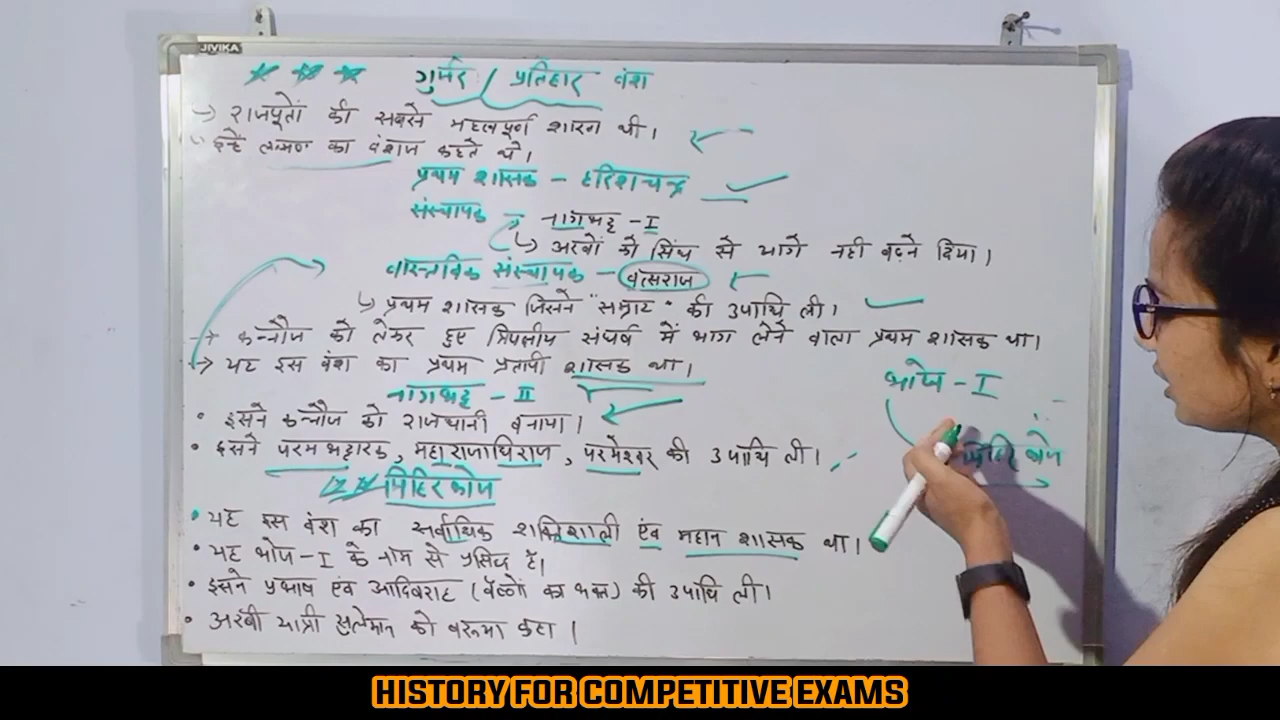 JIVIKA
गुर्जर / प्रतिहार वंश
→ राजपूतों की सबसे महत्वपूर्ण शाखा थी।
इन्हें लक्ष्मण का वंशज कहते थे।
प्रथम शासक - हरिशचन्द्र
संस्थापक - नागभट्ट - I
↳ अरबों को सिंध से आगे नही बढ़ने दिया।
वास्तविक संस्थापक - वत्सराज
↳ प्रथम शासक जिसने "सम्राट" की उपाधि ली।
→ कन्नौज को लेकर हुए त्रिपक्षीय संघर्ष में भाग लेने वाला प्रथम शासक था।
→ यह इस वंश का प्रथम प्रतापी शासक था।
भोज - I
नागभट्ट - II
• इसने कन्नौज को राजधानी बनाया।
• इसने परमभट्टारक, महाराजाधिराज, परमेश्वर की उपाधि ली।
मिहिर भोज
मिहिरभोज
• यह इस वंश का सर्वाधिक शक्तिशाली एंव महान शासक था।
• यह भोज-I के नाम से प्रसिध है।
• इसने प्रभाष एवं आदिबराह की उपाधि ली।
• अरबी यात्री सुलेमान को बरूमा कहा।
HISTORY FOR COMPETITIVE EXAMS